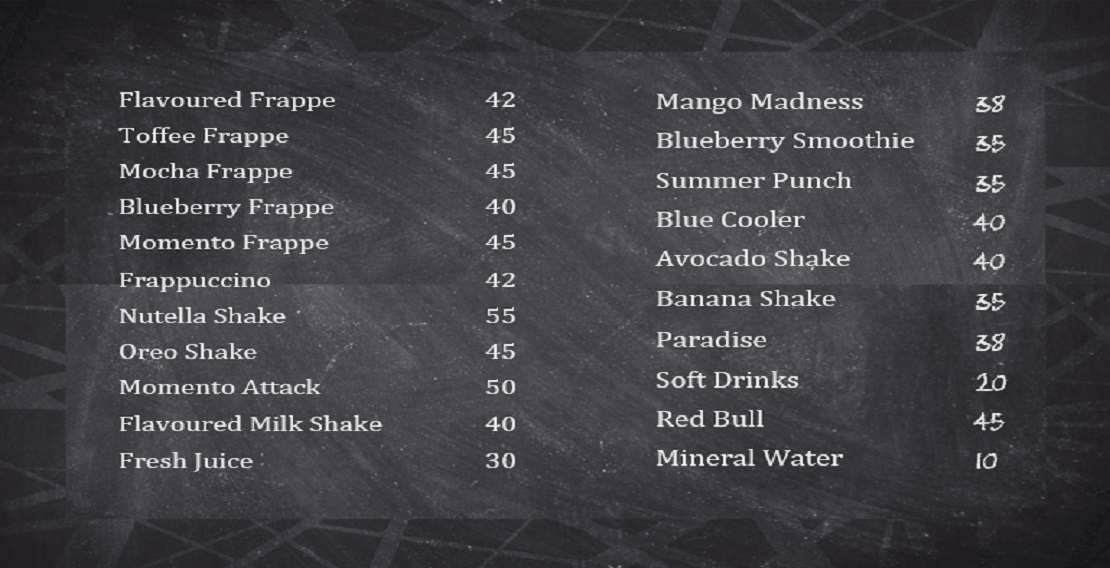 Flavoured Frappe 42
Toffee Frappe 45
Mocha Frappe 45
Blueberry Frappe 40
Momento Frappe 45
Frappuccino 42
Nutella Shake 55
Oreo Shake 45
Momento Attack 50
Flavoured Milk Shake 40
Fresh Juice 30
Mango Madness 38
Blueberry Smoothie 35
Summer Punch 35
Blue Cooler 40
Avocado Shake 40
Banana Shake 35
Paradise 38
Soft Drinks 20
Red Bull 45
Mineral Water 10